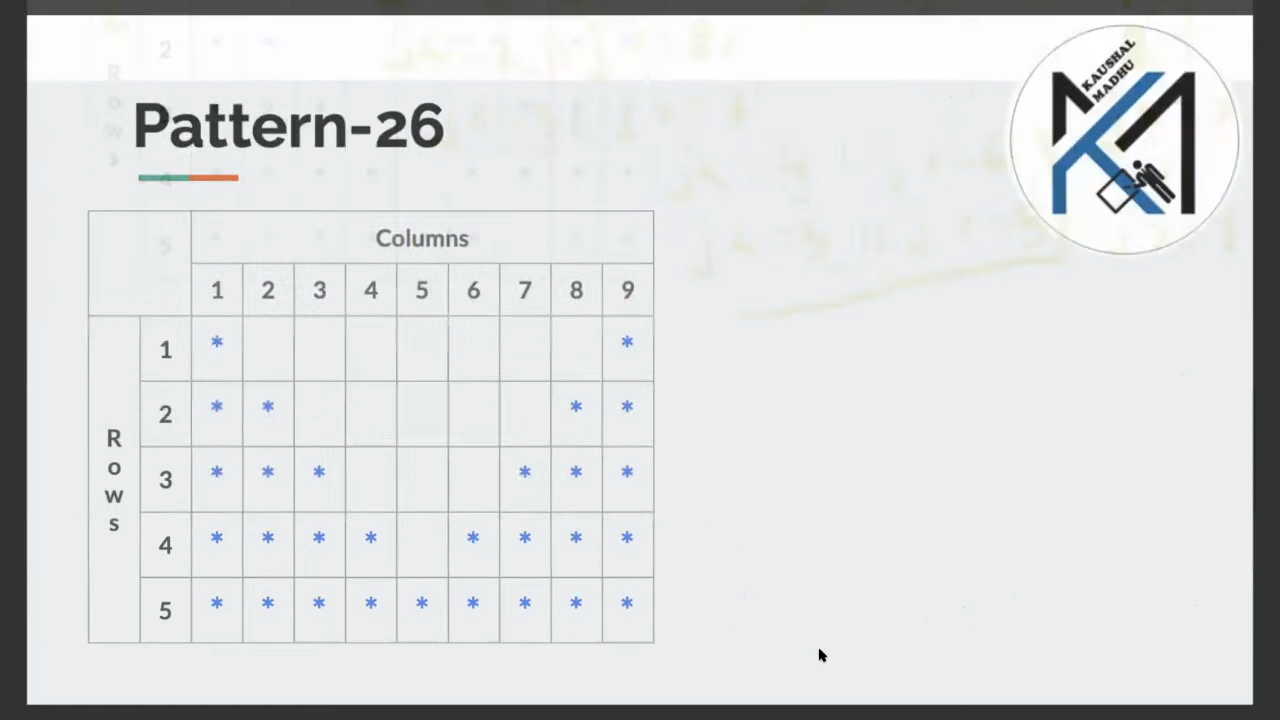 KAUSHAL
MADHU
Pattern-26
Columns
1 2 3 4 5 6 7 8 9
Rows
1 * *
2 * * * *
3 * * * * * *
4 * * * * * * * *
5 * * * * * * * * *